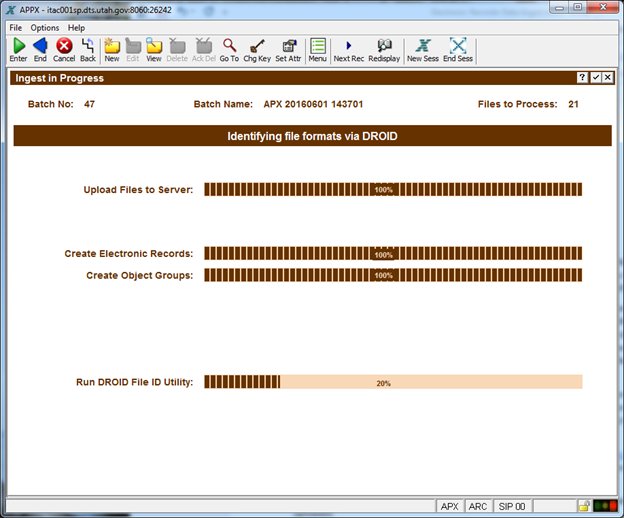 APPX - itac001sp.dts.utah.gov:8060:26242
File Options Help
Enter End Cancel Back New Edit View Delete Ack Del Go To Chg Key Set Attr Menu Next Rec Redisplay New Sess End Sess
Ingest in Progress
Batch No: 47 Batch Name: APX 20160601 143701 Files to Process: 21
Identifying file formats via DROID
Upload Files to Server: 100%
Create Electronic Records: 100%
Create Object Groups: 100%
Run DROID File ID Utility: 20%
APX ARC SIP 00